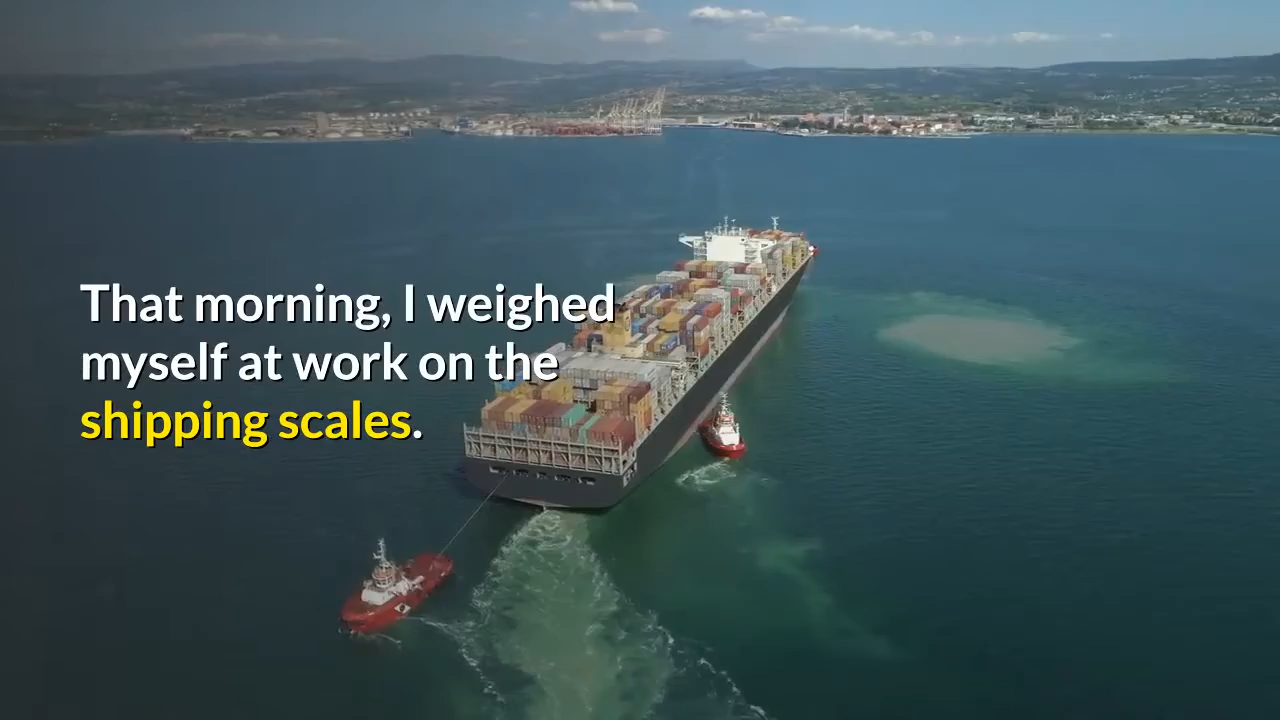 That morning, I weighed
myself at work on the
shipping scales.